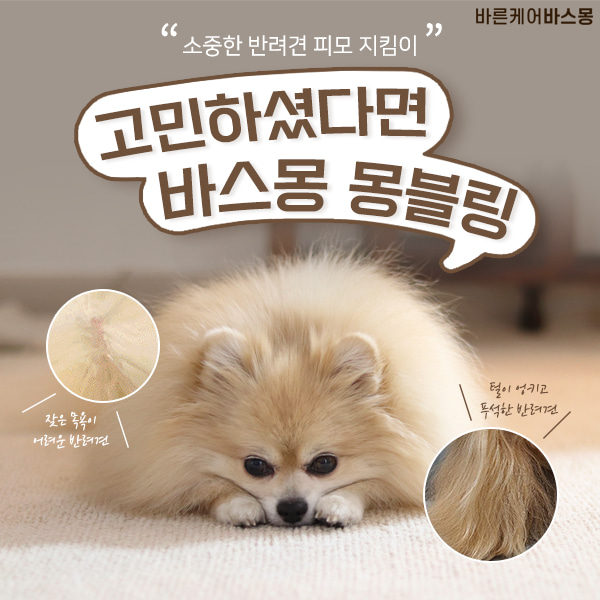 바른케어바스몽
“소중한 반려견 피모 지킴이”
고민하셨다면
바스몽 몽블링
잦은 목욕이
어려운 반려견
털이 엉키고
푸석한 반려견